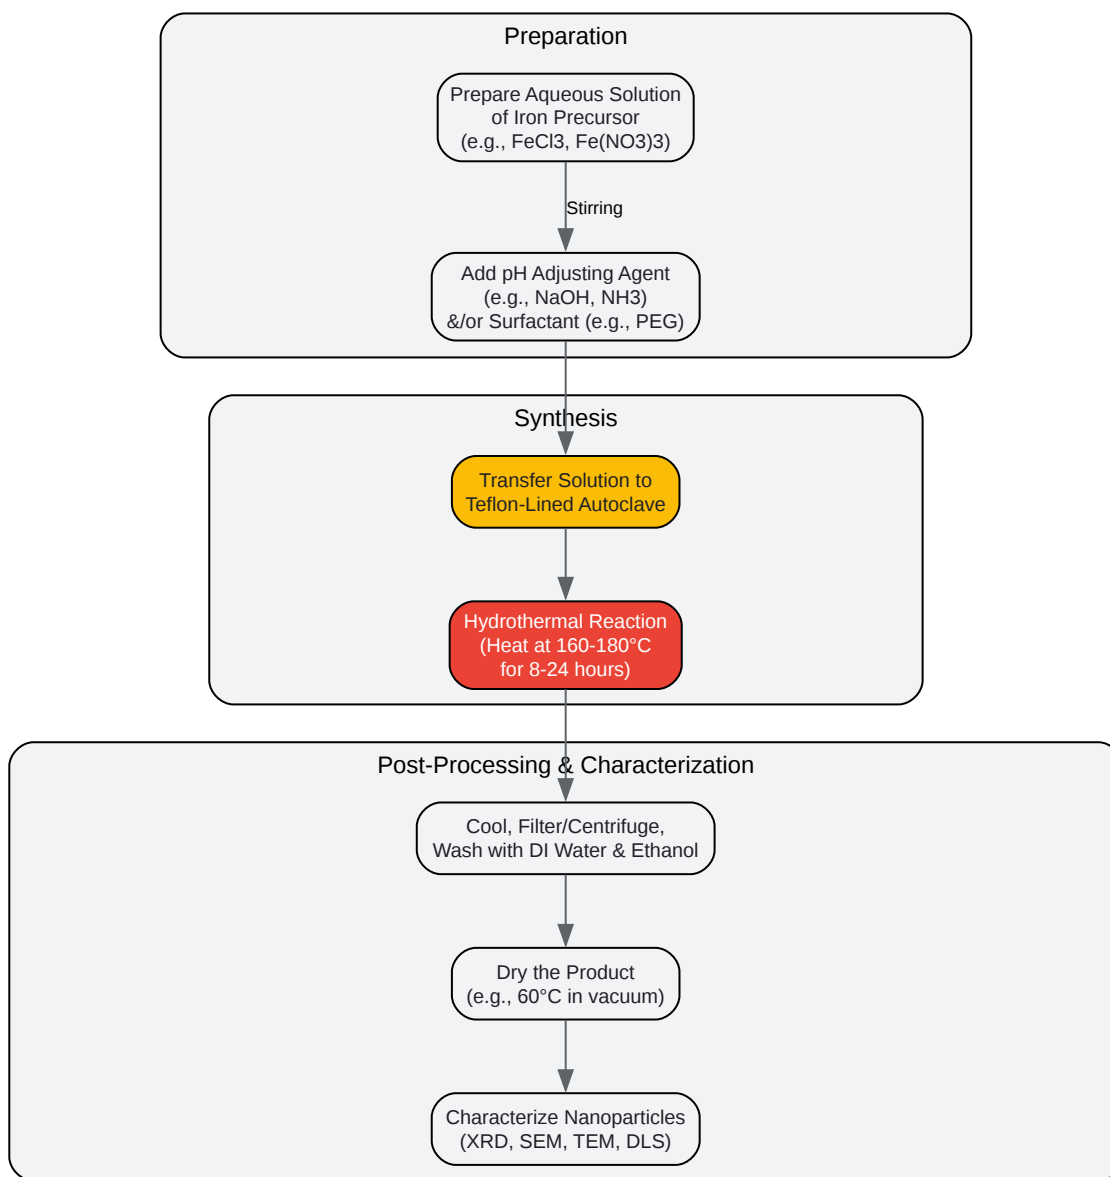 Preparation
Prepare Aqueous Solution
of Iron Precursor
(e.g., FeCl3, Fe(NO3)3)
Stirring
Add pH Adjusting Agent
(e.g., NaOH, NH3)
&/or Surfactant (e.g., PEG)
Synthesis
Transfer Solution to
Teflon-Lined Autoclave
Hydrothermal Reaction
(Heat at 160-180°C
for 8-24 hours)
Post-Processing & Characterization
Cool, Filter/Centrifuge,
Wash with DI Water & Ethanol
Dry the Product
(e.g., 60°C in vacuum)
Characterize Nanoparticles
(XRD, SEM, TEM, DLS)